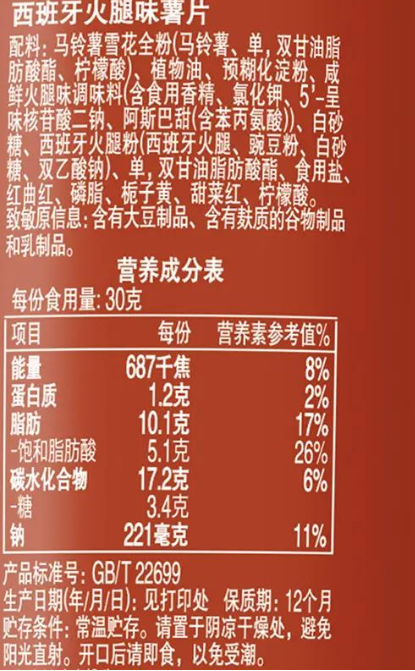 西班牙火腿味薯片
配料：马铃薯雪花全粉(马铃薯、单，双甘油脂
肪酸酯、柠檬酸)、植物油、预糊化淀粉、咸
鲜火腿味调味料(含食用香精、氯化钾、5’-呈
味核苷酸二钠、阿斯巴甜(含苯丙氨酸))、白砂
糖、西班牙火腿粉(西班牙火腿、豌豆粉、白砂
糖、双乙酸钠)、单，双甘油脂肪酸酯、食用盐、
红曲红、磷脂、栀子黄、甜菜红、柠檬酸。
致敏原信息：含有大豆制品、含有麸质的谷物制品
和乳制品。
营养成分表
每份食用量：30克
项目 每份 营养素参考值%
能量 687千焦 8%
蛋白质 1.2克 2%
脂肪 10.1克 17%
-饱和脂肪酸 5.1克 26%
碳水化合物 17.2克 6%
-糖 3.4克
钠 221毫克 11%
产品标准号：GB/T 22699
生产日期(年/月/日)：见打印处 保质期：12个月
贮存条件：常温贮存。请置于阴凉干燥处，避免
阳光直射。开口后请即食，以免受潮。